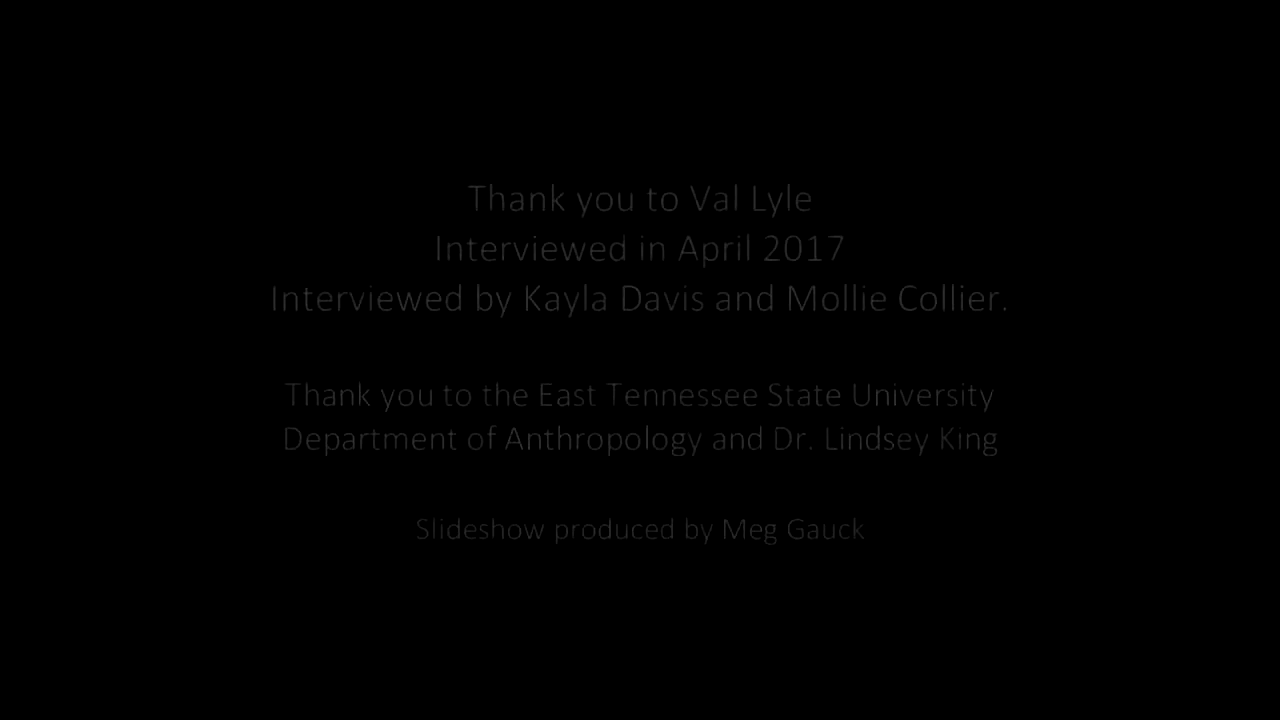 Thank you to Val Lyle
Interviewed in April 2017
Interviewed by Kayla Davis and Mollie Collier.
Thank you to the East Tennessee State University
Department of Anthropology and Dr. Lindsey King
Slideshow produced by Meg Gauck